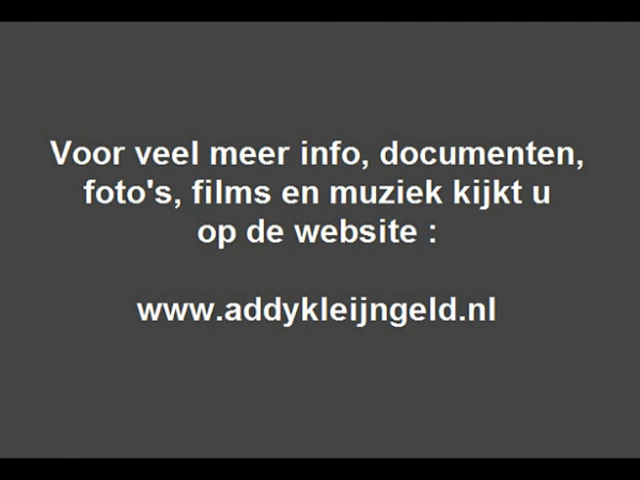 Voor veel meer info, documenten,
foto's, films en muziek kijkt u
op de website :
www.addykleijngeld.nl